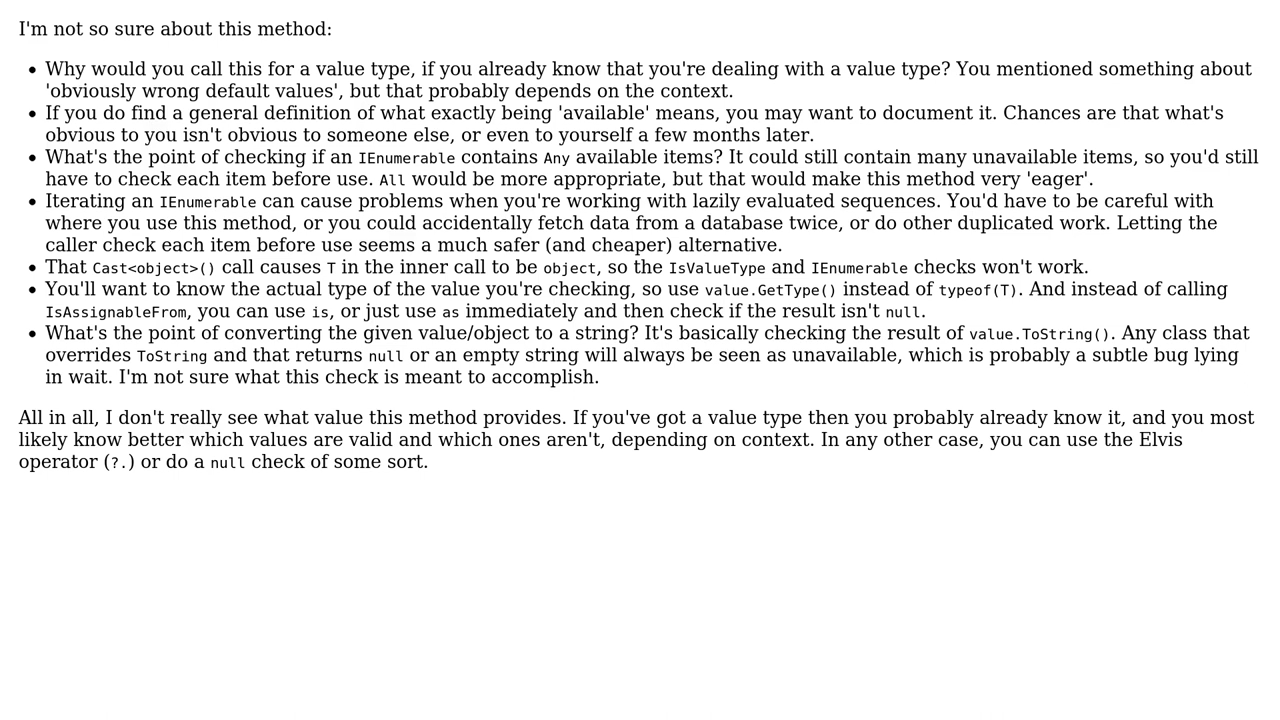 I'm not so sure about this method:
• Why would you call this for a value type, if you already know that you're dealing with a value type? You mentioned something about
'obviously wrong default values', but that probably depends on the context.
• If you do find a general definition of what exactly being 'available' means, you may want to document it. Chances are that what's
obvious to you isn't obvious to someone else, or even to yourself a few months later.
• What's the point of checking if an IEnumerable contains Any available items? It could still contain many unavailable items, so you'd still
have to check each item before use. All would be more appropriate, but that would make this method very 'eager'.
• Iterating an IEnumerable can cause problems when you're working with lazily evaluated sequences. You'd have to be careful with
where you use this method, or you could accidentally fetch data from a database twice, or do other duplicated work. Letting the
caller check each item before use seems a much safer (and cheaper) alternative.
• That Cast<object>() call causes T in the inner call to be object, so the IsValueType and IEnumerable checks won't work.
• You'll want to know the actual type of the value you're checking, so use value.GetType() instead of typeof(T). And instead of calling
IsAssignableFrom, you can use is, or just use as immediately and then check if the result isn't null.
• What's the point of converting the given value/object to a string? It's basically checking the result of value.ToString(). Any class that
overrides ToString and that returns null or an empty string will always be seen as unavailable, which is probably a subtle bug lying
in wait. I'm not sure what this check is meant to accomplish.
All in all, I don't really see what value this method provides. If you've got a value type then you probably already know it, and you most
likely know better which values are valid and which ones aren't, depending on context. In any other case, you can use the Elvis
operator (?.) or do a null check of some sort.